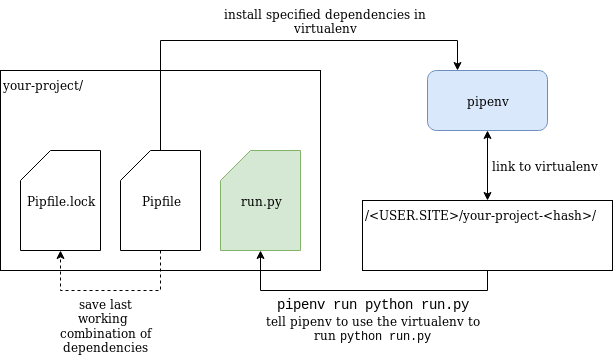 install specified dependencies in
virtualenv
your-project/
pipenv
link to virtualenv
Pipfile.lock
Pipfile
run.py
/<USER.SITE>/your-project-<hash>/
save last
working
combination of
dependencies
pipenv run python run.py
tell pipenv to use the virtualenv to
run python run.py